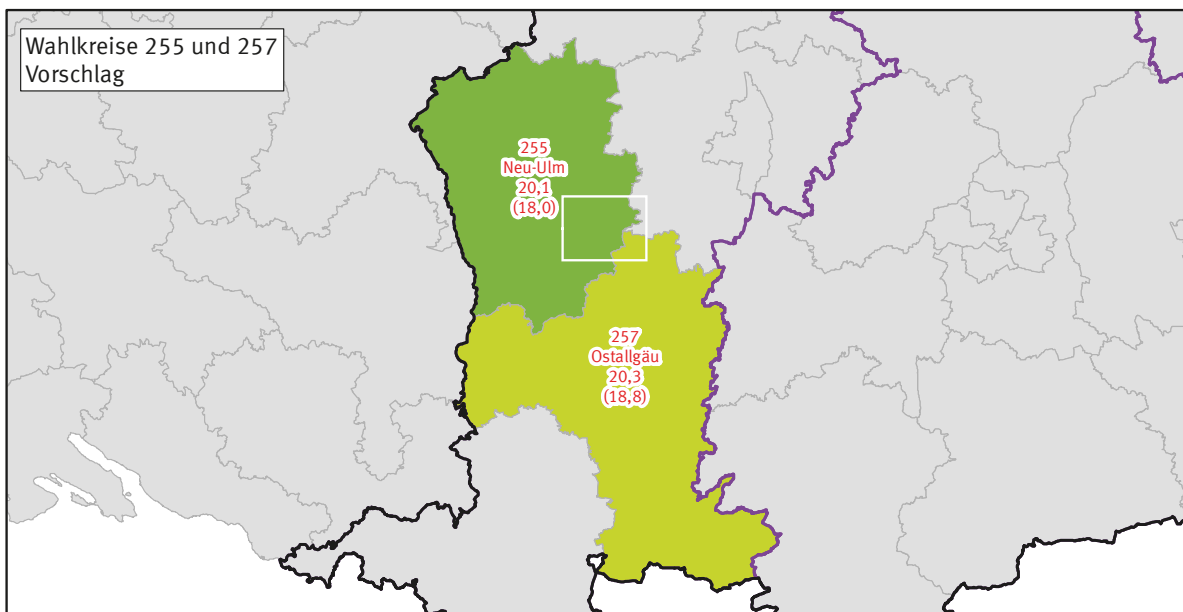 Wahlkreise 255 und 257
Vorschlag
255
Neu-Ulm
20,1
(18,0)
257
Ostallgäu
20,3
(18,8)